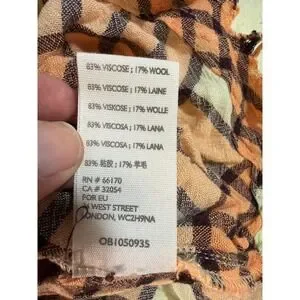 83% VISCOSE ; 17% WOOL
83% VISCOSE ; 17% LAINE
83% VISKOSE ; 17% WOLLE
83% VISCOSA ; 17% LANA
83% VISCOSA ; 17% LANA
83% 粘胶 ; 17% 羊毛
RN # 66170
CA # 32054
FOR EU
WEST STREET
LONDON, WC2H9NA
OB1050935